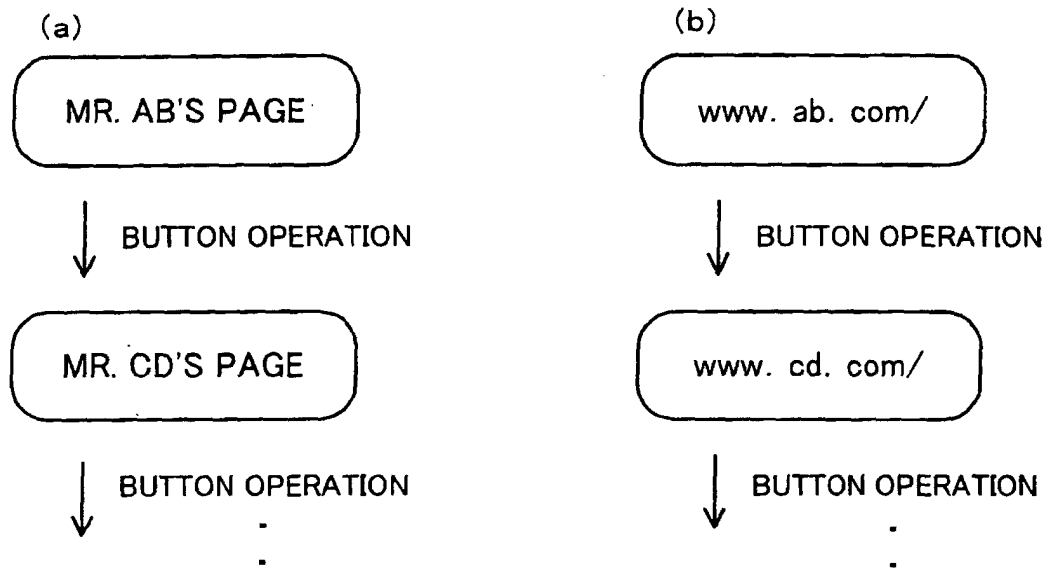 (a)
MR. AB'S PAGE
BUTTON OPERATION
MR. CD'S PAGE
BUTTON OPERATION
(b)
www. ab. com/
BUTTON OPERATION
www. cd. com/
BUTTON OPERATION